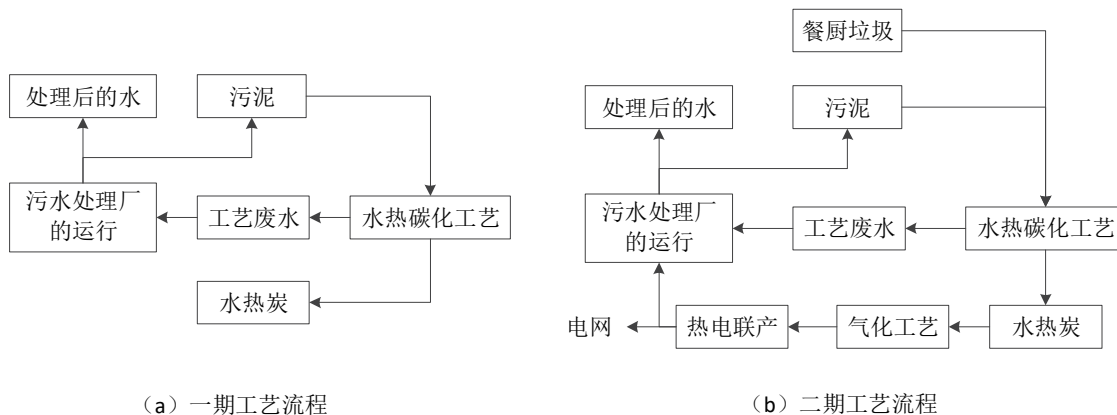 处理后的水
污泥
污水处理厂
的运行
工艺废水
水热碳化工艺
水热炭
（a）一期工艺流程
餐厨垃圾
处理后的水
污泥
污水处理厂
的运行
工艺废水
水热碳化工艺
电网
热电联产
气化工艺
水热炭
（b）二期工艺流程